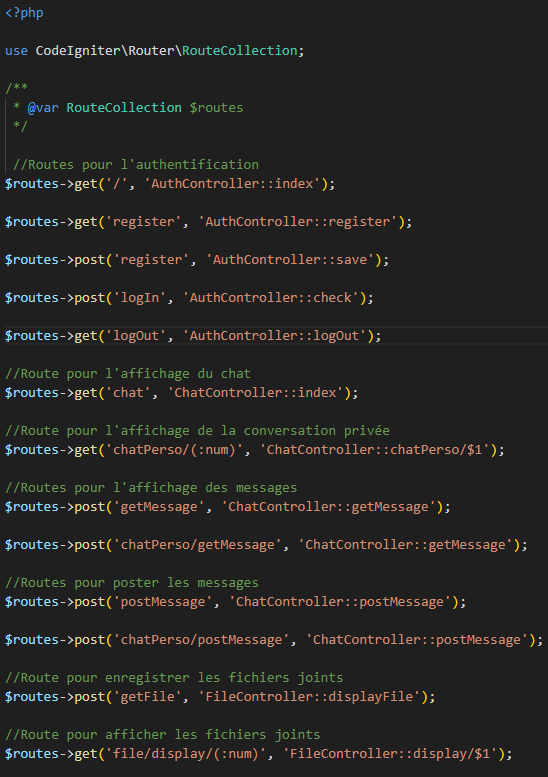 <?php
use CodeIgniter\Router\RouteCollection;
/**
* @var RouteCollection $routes
*/
//Routes pour l'authentification
$routes->get('/', 'AuthController::index');
$routes->get('register', 'AuthController::register');
$routes->post('register', 'AuthController::save');
$routes->post('logIn', 'AuthController::check');
$routes->get('logOut', 'AuthController::logOut');
//Route pour l'affichage du chat
$routes->get('chat', 'ChatController::index');
//Route pour l'affichage de la conversation privée
$routes->get('chatPerso/(:num)', 'ChatController::chatPerso/$1');
//Routes pour l'affichage des messages
$routes->post('getMessage', 'ChatController::getMessage');
$routes->post('chatPerso/getMessage', 'ChatController::getMessage');
//Routes pour poster les messages
$routes->post('postMessage', 'ChatController::postMessage');
$routes->post('chatPerso/postMessage', 'ChatController::postMessage');
//Route pour enregistrer les fichiers joints
$routes->post('getFile', 'FileController::displayFile');
//Route pour afficher les fichiers joints
$routes->get('file/display/(:num)', 'FileController::display/$1');